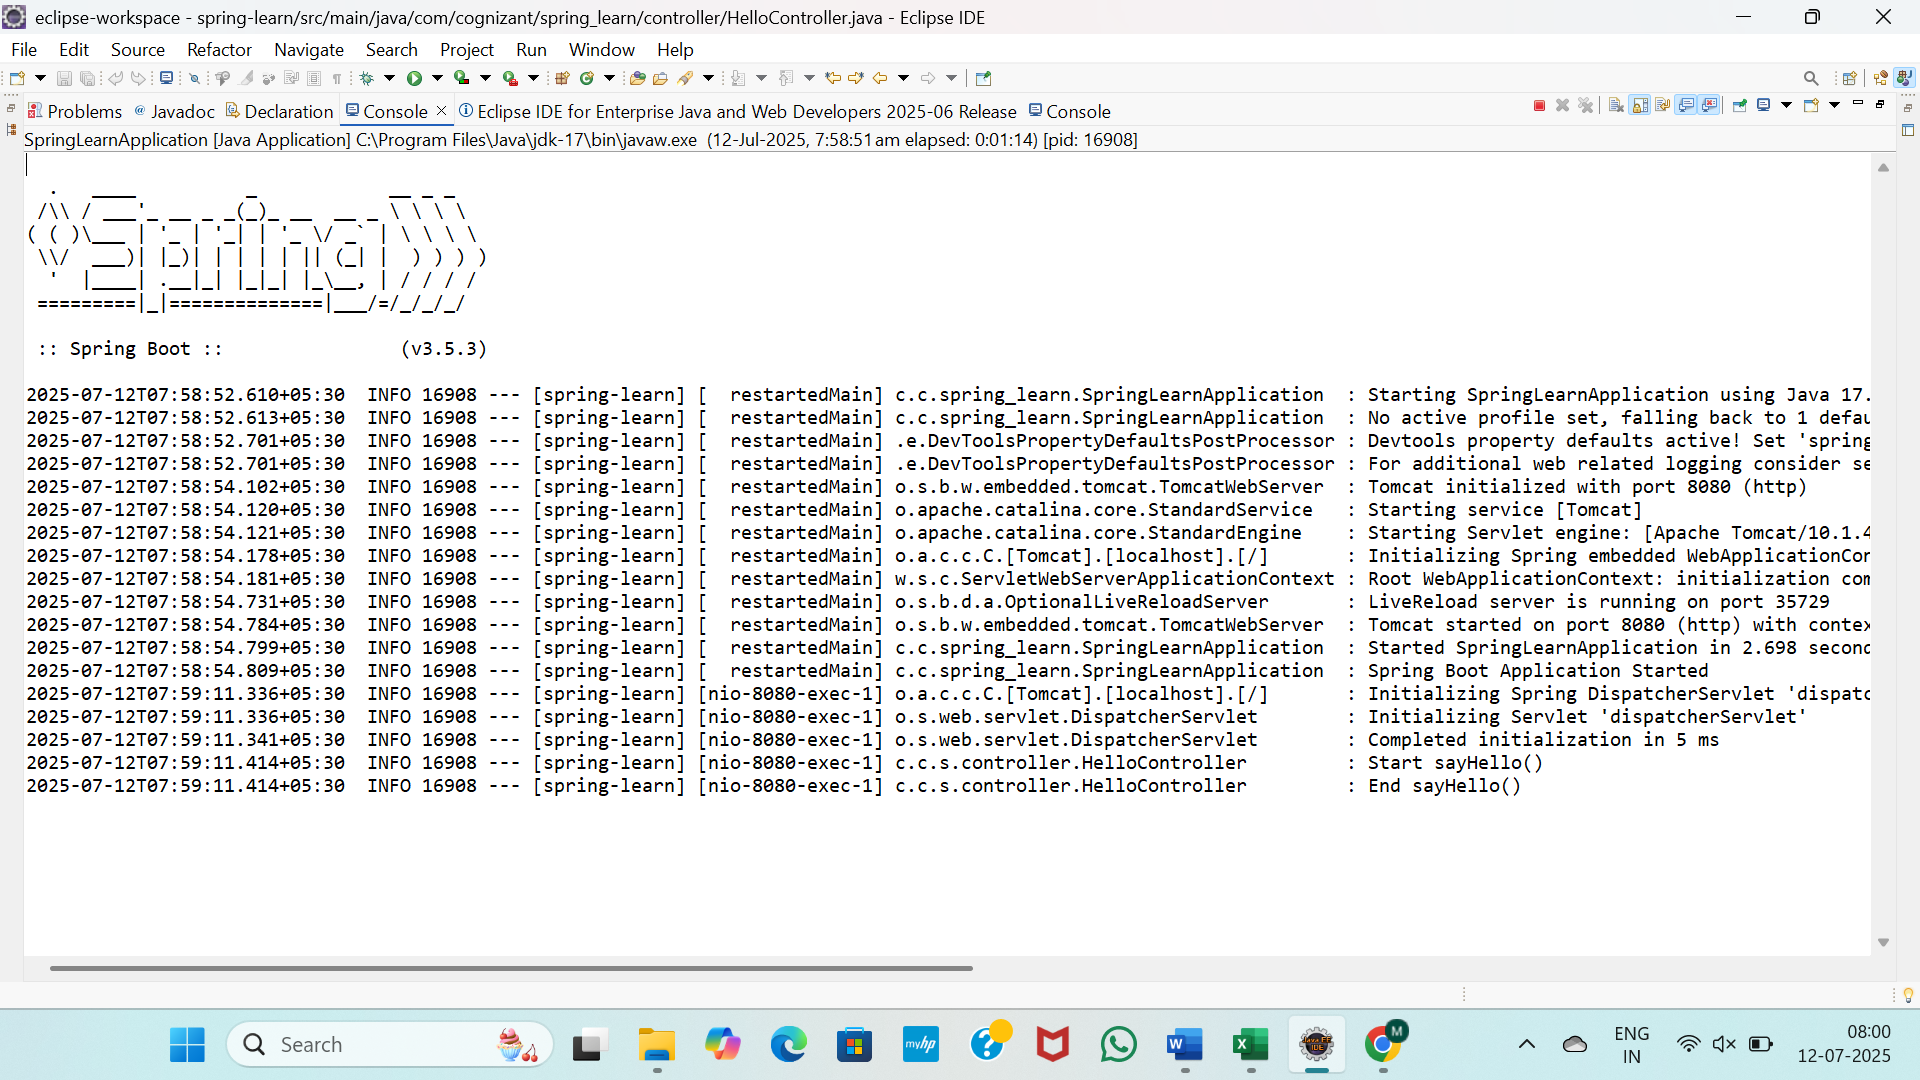 eclipse-workspace - spring-learn/src/main/java/com/cognizant/spring_learn/controller/HelloController.java - Eclipse IDE
File Edit Source Refactor Navigate Search Project Run Window Help
Problems Javadoc Declaration Console Eclipse IDE for Enterprise Java and Web Developers 2025-06 Release Console
SpringLearnApplication [Java Application] C:\Program Files\Java\jdk-17\bin\javaw.exe (12-Jul-2025, 7:58:51 am elapsed: 0:01:14) [pid: 16908]
  .   ____          _            __ _ _
 /\\ / ___'_ __ _ _(_)_ __  __ _ \ \ \ \
( ( )\___ | '_ | '_| | '_ \/ _` | \ \ \ \
 \\/  ___)| |_)| | | | | || (_| |  ) ) ) )
  '  |____| .__|_| |_|_| |_\__, | / / / /
 =========|_|==============|___/=/_/_/_/
 :: Spring Boot ::                (v3.5.3)
2025-07-12T07:58:52.610+05:30  INFO 16908 --- [spring-learn] [  restartedMain] c.c.spring_learn.SpringLearnApplication  : Starting SpringLearnApplication using Java 17.
2025-07-12T07:58:52.613+05:30  INFO 16908 --- [spring-learn] [  restartedMain] c.c.spring_learn.SpringLearnApplication  : No active profile set, falling back to 1 defau
2025-07-12T07:58:52.701+05:30  INFO 16908 --- [spring-learn] [  restartedMain] .e.DevToolsPropertyDefaultsPostProcessor : Devtools property defaults active! Set 'spring
2025-07-12T07:58:52.701+05:30  INFO 16908 --- [spring-learn] [  restartedMain] .e.DevToolsPropertyDefaultsPostProcessor : For additional web related logging consider se
2025-07-12T07:58:54.102+05:30  INFO 16908 --- [spring-learn] [  restartedMain] o.s.b.w.embedded.tomcat.TomcatWebServer  : Tomcat initialized with port 8080 (http)
2025-07-12T07:58:54.120+05:30  INFO 16908 --- [spring-learn] [  restartedMain] o.apache.catalina.core.StandardService   : Starting service [Tomcat]
2025-07-12T07:58:54.121+05:30  INFO 16908 --- [spring-learn] [  restartedMain] o.apache.catalina.core.StandardEngine    : Starting Servlet engine: [Apache Tomcat/10.1.4
2025-07-12T07:58:54.178+05:30  INFO 16908 --- [spring-learn] [  restartedMain] o.a.c.c.C.[Tomcat].[localhost].[/]       : Initializing Spring embedded WebApplicationCon
2025-07-12T07:58:54.181+05:30  INFO 16908 --- [spring-learn] [  restartedMain] w.s.c.ServletWebServerApplicationContext : Root WebApplicationContext: initialization com
2025-07-12T07:58:54.731+05:30  INFO 16908 --- [spring-learn] [  restartedMain] o.s.b.d.a.OptionalLiveReloadServer       : LiveReload server is running on port 35729
2025-07-12T07:58:54.784+05:30  INFO 16908 --- [spring-learn] [  restartedMain] o.s.b.w.embedded.tomcat.TomcatWebServer  : Tomcat started on port 8080 (http) with contex
2025-07-12T07:58:54.799+05:30  INFO 16908 --- [spring-learn] [  restartedMain] c.c.spring_learn.SpringLearnApplication  : Started SpringLearnApplication in 2.698 second
2025-07-12T07:58:54.809+05:30  INFO 16908 --- [spring-learn] [  restartedMain] c.c.spring_learn.SpringLearnApplication  : Spring Boot Application Started
2025-07-12T07:59:11.336+05:30  INFO 16908 --- [spring-learn] [nio-8080-exec-1] o.a.c.c.C.[Tomcat].[localhost].[/]       : Initializing Spring DispatcherServlet 'dispatc
2025-07-12T07:59:11.336+05:30  INFO 16908 --- [spring-learn] [nio-8080-exec-1] o.s.web.servlet.DispatcherServlet        : Initializing Servlet 'dispatcherServlet'
2025-07-12T07:59:11.341+05:30  INFO 16908 --- [spring-learn] [nio-8080-exec-1] o.s.web.servlet.DispatcherServlet        : Completed initialization in 5 ms
2025-07-12T07:59:11.414+05:30  INFO 16908 --- [spring-learn] [nio-8080-exec-1] c.c.s.controller.HelloController         : Start sayHello()
2025-07-12T07:59:11.414+05:30  INFO 16908 --- [spring-learn] [nio-8080-exec-1] c.c.s.controller.HelloController         : End sayHello()
Search
myhp
ENG
IN
08:00
12-07-2025